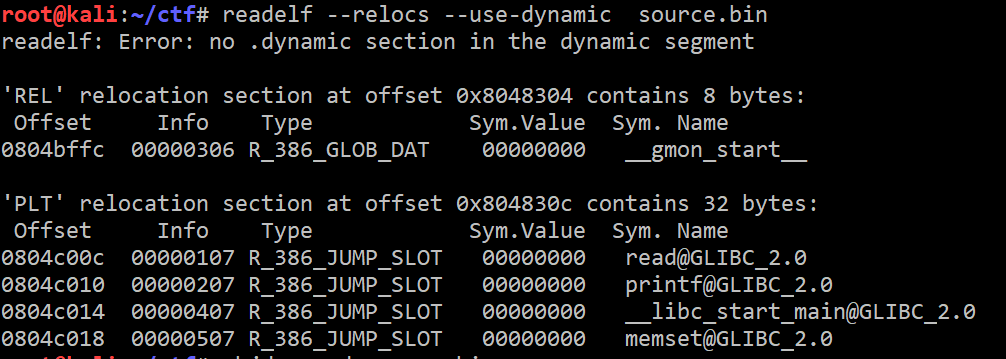 root@kali:~/ctf# readelf --relocs --use-dynamic  source.bin
readelf: Error: no .dynamic section in the dynamic segment

'REL' relocation section at offset 0x8048304 contains 8 bytes:
 Offset     Info    Type            Sym.Value  Sym. Name
0804bffc  00000306 R_386_GLOB_DAT    00000000   __gmon_start__

'PLT' relocation section at offset 0x804830c contains 32 bytes:
 Offset     Info    Type            Sym.Value  Sym. Name
0804c00c  00000107 R_386_JUMP_SLOT   00000000   read@GLIBC_2.0
0804c010  00000207 R_386_JUMP_SLOT   00000000   printf@GLIBC_2.0
0804c014  00000407 R_386_JUMP_SLOT   00000000   __libc_start_main@GLIBC_2.0
0804c018  00000507 R_386_JUMP_SLOT   00000000   memset@GLIBC_2.0